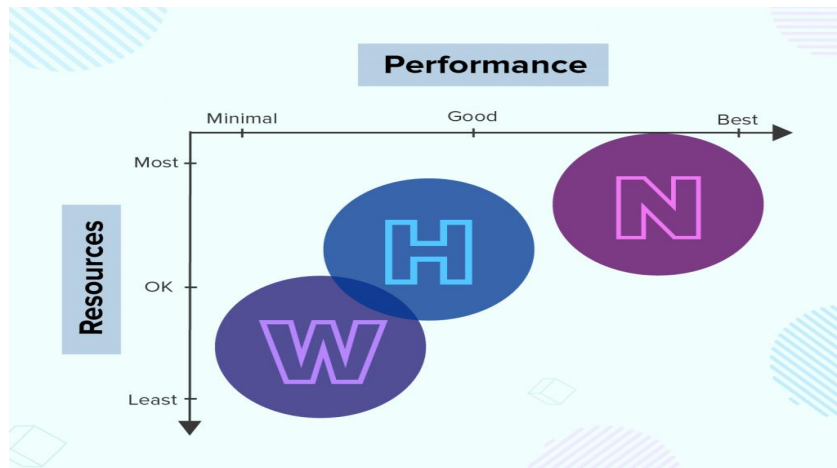 Performance
Minimal
Good
Best
Most
N
H
Resources
OK
W
Least